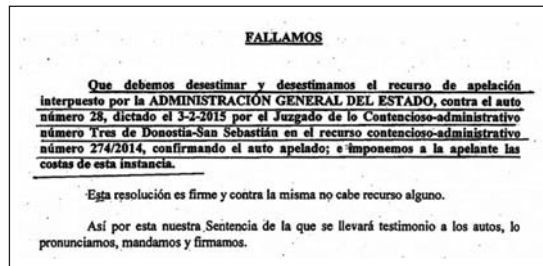 FALLAMOS
Que debemos desestimar y desestimamos el recurso de apelación
interpuesto por la ADMINISTRACIÓN GENERAL DEL ESTADO, contra el auto
número 28, dictado el 3-2-2015 por el Juzgado de lo Contencioso-administrativo
número Tres de Donostia-San Sebastián en el recurso contencioso-administrativo
número 274/2014, confirmando el auto apelado; e imponemos a la apelante las
costas de esta instancia.
Esta resolución es firme y contra la misma no cabe recurso alguno.
Así por esta nuestra Sentencia de la que se llevará testimonio a los autos, lo
pronunciamos, mandamos y firmamos.